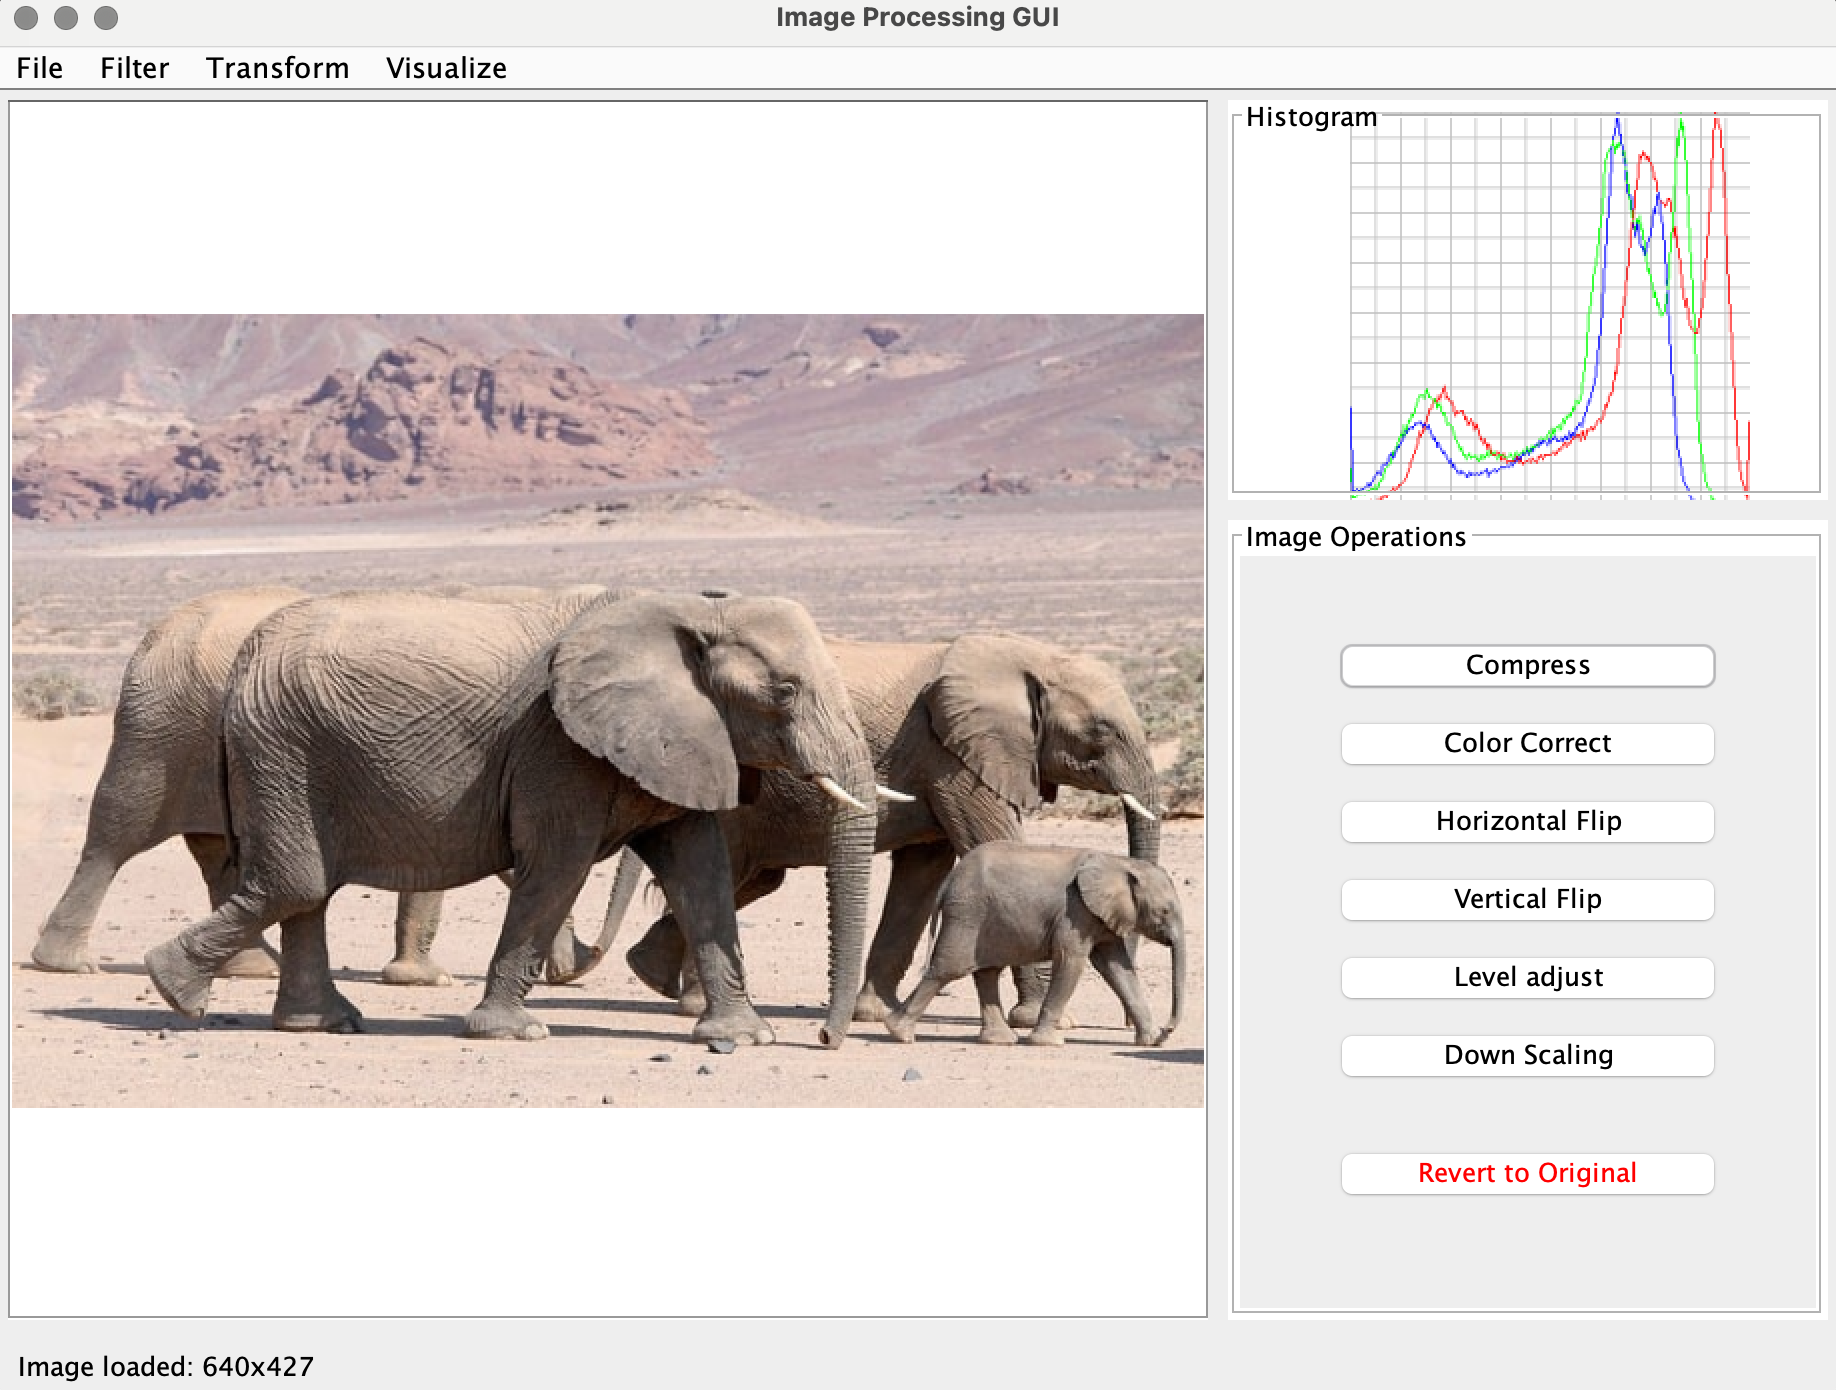 Image Processing GUI
File Filter Transform Visualize
Histogram
Image Operations
Compress
Color Correct
Horizontal Flip
Vertical Flip
Level adjust
Down Scaling
Revert to Original
Image loaded: 640x427